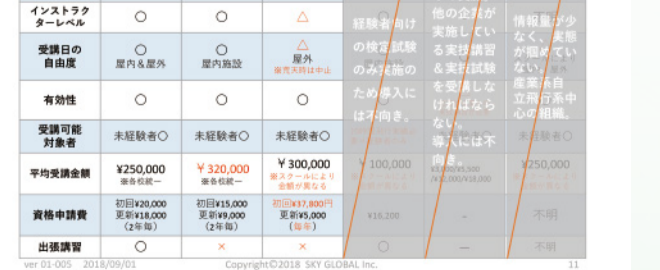 インストラク
ターレベル
○ ○ △
受講日の
自由度
○
屋内&屋外
○
屋内施設
△
屋外
※荒天時は中止
有効性
○ ○ ○
受講可能
対象者
未経験者○ 未経験者○ 未経験者○
平均受講金額
¥250,000
※各校統一
¥320,000
※各校統一
¥300,000
※スクールにより
金額が異なる
資格申請費
初回¥20,000
更新¥18,000
(2年毎)
初回¥15,000
更新¥9,000
(2年毎)
初回¥37,800円
更新¥5,000
(毎年)
出張講習
○ × ×
経験者向け
の検定試験
のみ実施の
ため導入に
は不向き。
¥100,000
¥16,200
○
他の企業が
実施してい
る実技講習
&実技試験
を受講しな
ければなら
ない。
導入には不
向き。
-
—
情報量が少
なく、実態
が掴めてい
ない。
産業系自
立飛行系中
心の組織。
未経験者○
¥250,000
不明
不明
ver 01-005 2018/09/01
Copyright©2018 SKY GLOBAL Inc.
11